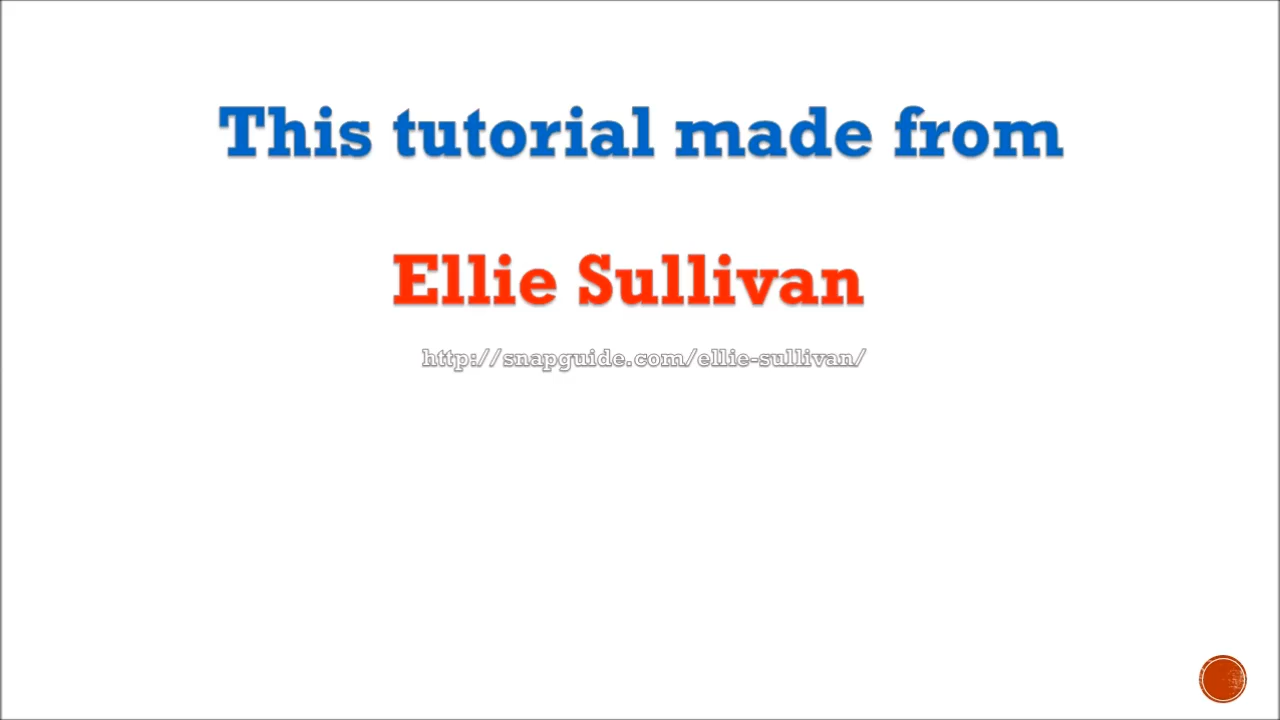 This tutorial made from
Ellie Sullivan
http://snapguide.com/ellie-sullivan/